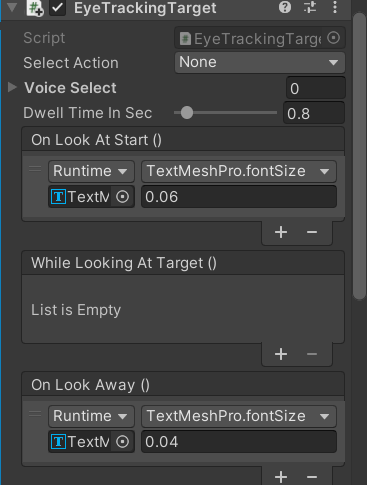 EyeTrackingTarget
Script EyeTrackingTarge
Select Action None
Voice Select 0
Dwell Time In Sec 0.8
On Look At Start ()
Runtime TextMeshPro.fontSize
TextM 0.06
+ −
While Looking At Target ()
List is Empty
+ −
On Look Away ()
Runtime TextMeshPro.fontSize
TextM 0.04
+ −